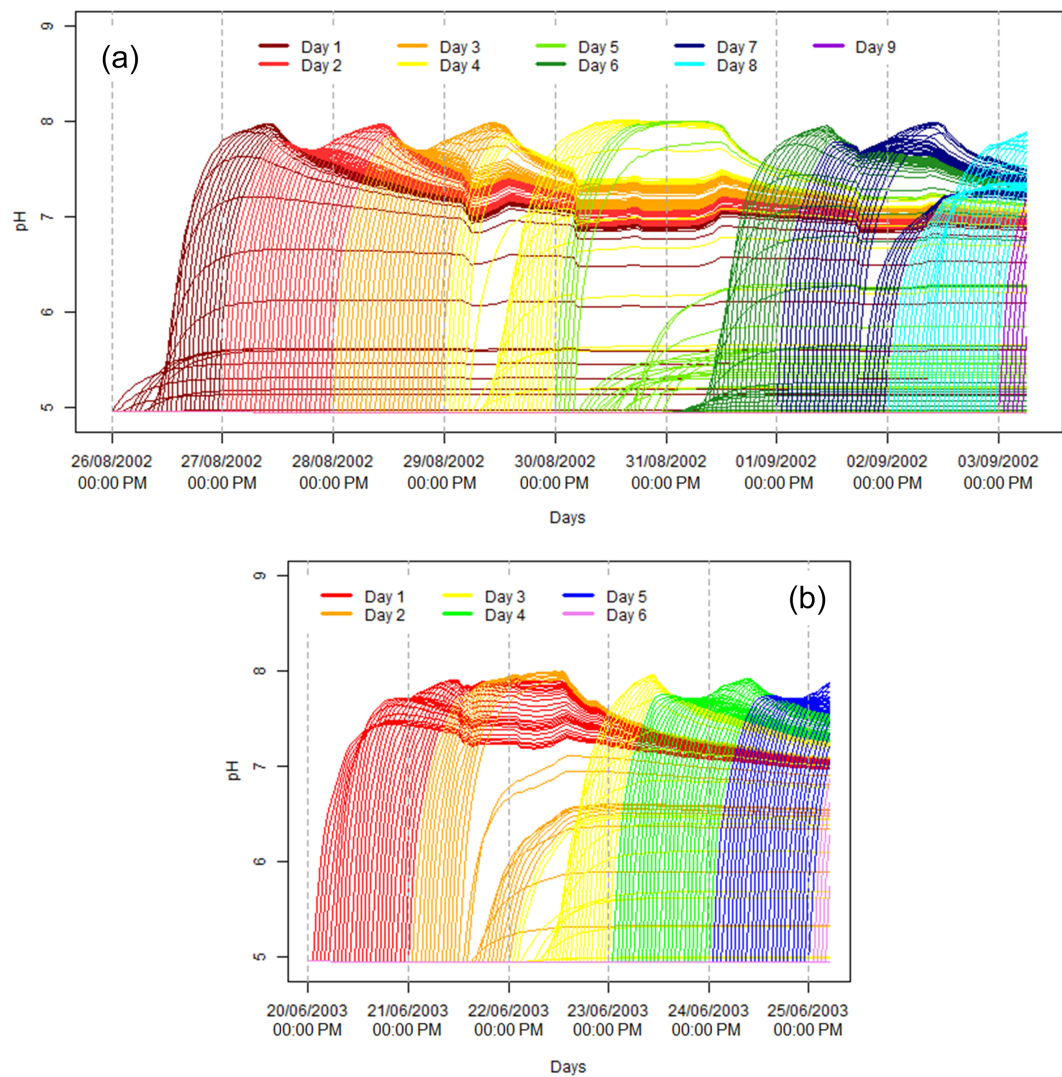 (a)
Day 1 Day 3 Day 5 Day 7 Day 9
Day 2 Day 4 Day 6 Day 8
pH
9
8
7
6
5
26/08/2002 27/08/2002 28/08/2002 29/08/2002 30/08/2002 31/08/2002 01/09/2002 02/09/2002 03/09/2002
00:00 PM 00:00 PM 00:00 PM 00:00 PM 00:00 PM 00:00 PM 00:00 PM 00:00 PM 00:00 PM
Days
(b)
Day 1 Day 3 Day 5
Day 2 Day 4 Day 6
pH
9
8
7
6
5
20/06/2003 21/06/2003 22/06/2003 23/06/2003 24/06/2003 25/06/2003
00:00 PM 00:00 PM 00:00 PM 00:00 PM 00:00 PM 00:00 PM
Days